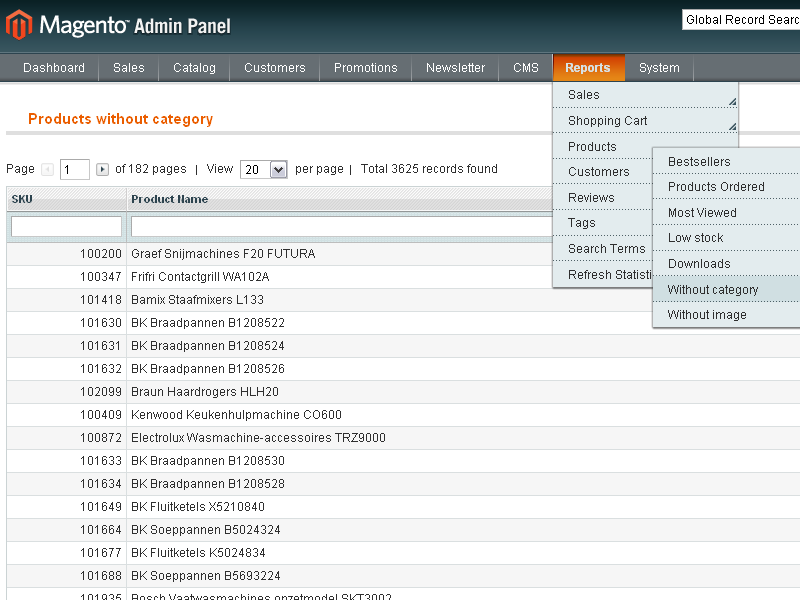 Magento™ Admin Panel
Global Record Searc
Dashboard Sales Catalog Customers Promotions Newsletter CMS Reports System
Products without category
Page 1 of 182 pages | View 20 per page | Total 3625 records found
Sales
Shopping Cart
Products
Customers
Reviews
Tags
Search Terms
Refresh Statisti
Bestsellers
Products Ordered
Most Viewed
Low stock
Downloads
Without category
Without image
SKU Product Name
100200 Graef Snijmachines F20 FUTURA
100347 Frifri Contactgrill WA102A
101418 Bamix Staafmixers L133
101630 BK Braadpannen B1208522
101631 BK Braadpannen B1208524
101632 BK Braadpannen B1208526
102099 Braun Haardrogers HLH20
100409 Kenwood Keukenhulpmachine CO600
100872 Electrolux Wasmachine-accessoires TRZ9000
101633 BK Braadpannen B1208530
101634 BK Braadpannen B1208528
101649 BK Fluitketels X5210840
101664 BK Soeppannen B5024324
101677 BK Fluitketels K5024834
101688 BK Soeppannen B5693224
101935 Bosch Vaatwasmachines onzetmodel SKT3002